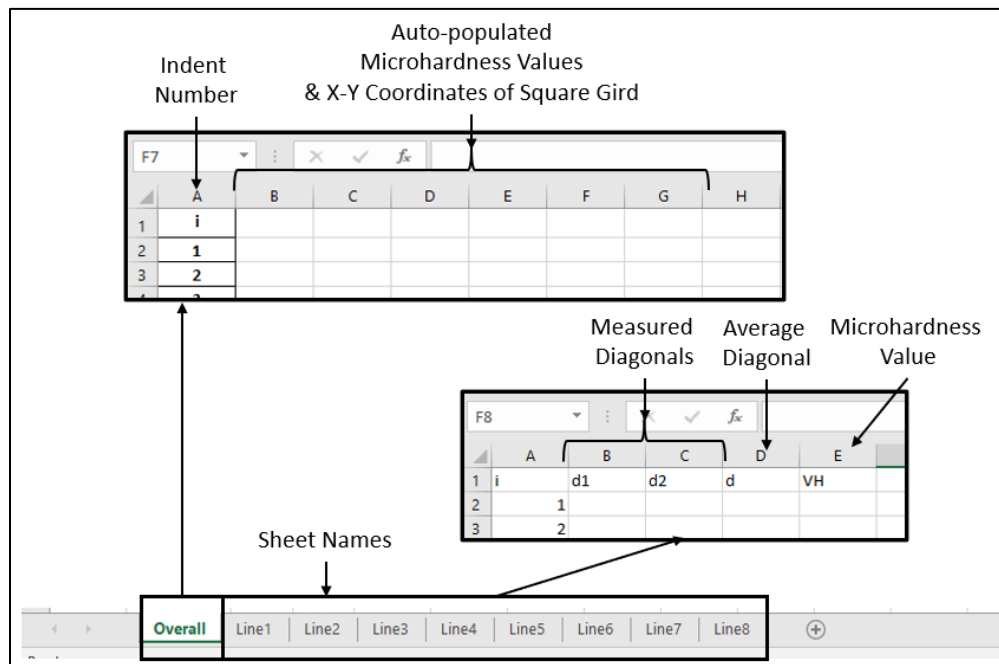 Auto-populated
Microhardness Values
& X-Y Coordinates of Square Gird
Indent
Number
F7 fx
A B C D E F G H
1 i
2 1
3 2
Measured
Diagonals
Average
Diagonal
Microhardness
Value
F8 fx
A B C D E
1 i d1 d2 d VH
2 1
3 2
Sheet Names
Overall Line1 Line2 Line3 Line4 Line5 Line6 Line7 Line8